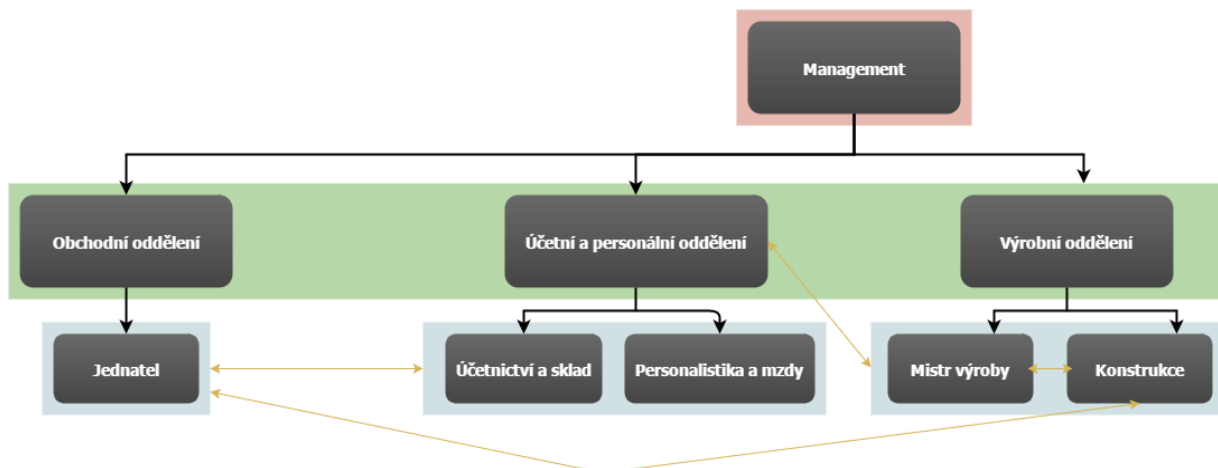 Management
Obchodní oddělení
Účetní a personální oddělení
Výrobní oddělení
Jednatel
Účetnictví a sklad
Personalistika a mzdy
Mistr výroby
Konstrukce